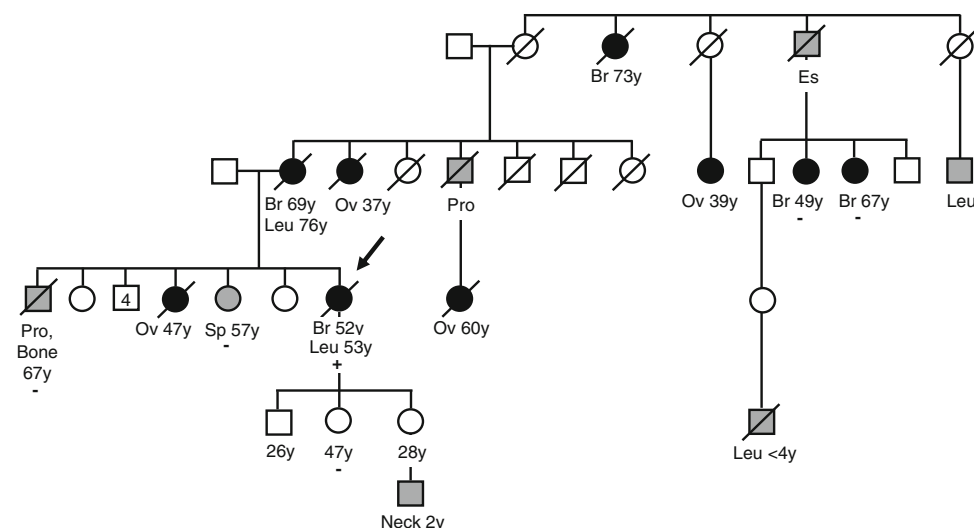 Br 73y
Es
Br 69y
Leu 76y
Ov 37y
Pro
Ov 39y
Br 49y
-
Br 67y
-
Leu
4
Pro,
Bone
67y
-
Ov 47y
Sp 57y
-
Br 52y
Leu 53y
+
Ov 60y
26y
47y
-
28y
Neck 2y
Leu <4y